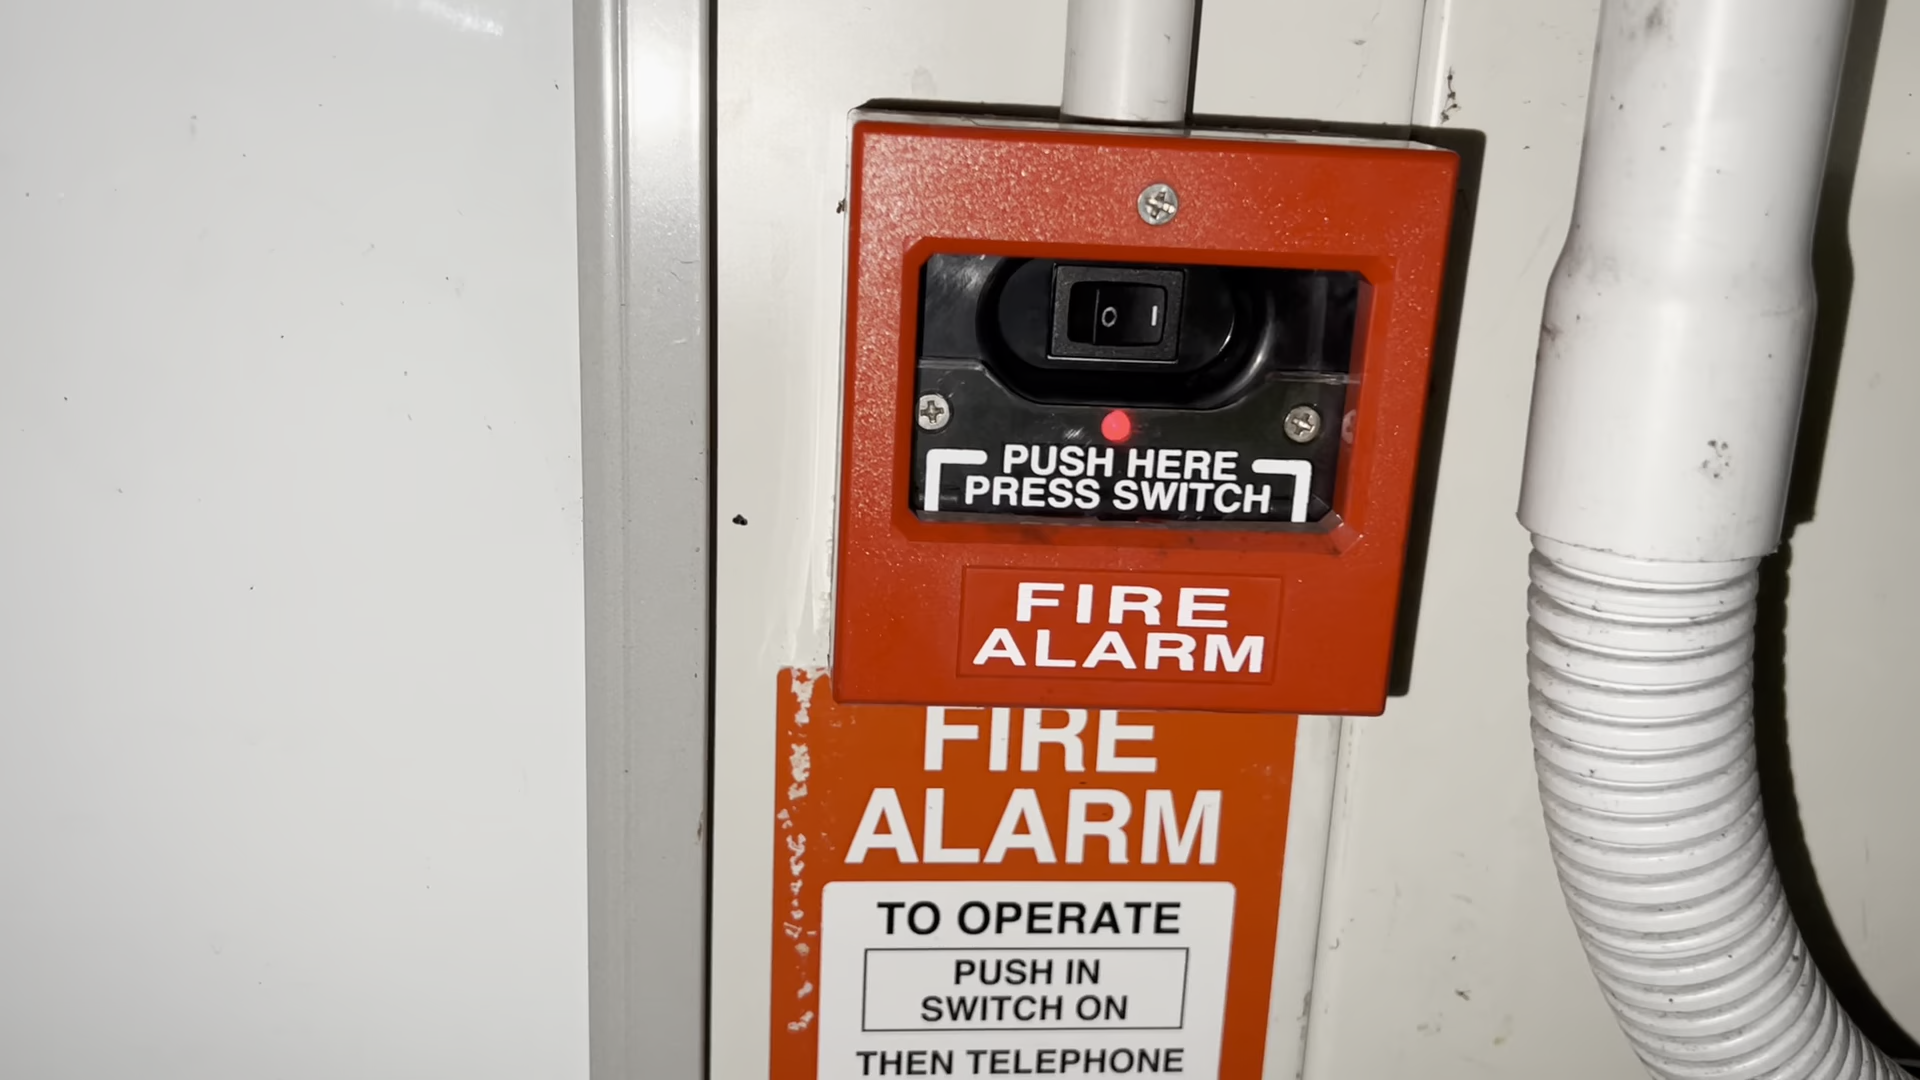 O I
PUSH HERE
PRESS SWITCH
FIRE
ALARM
FIRE
ALARM
TO OPERATE
PUSH IN
SWITCH ON
THEN TELEPHONE